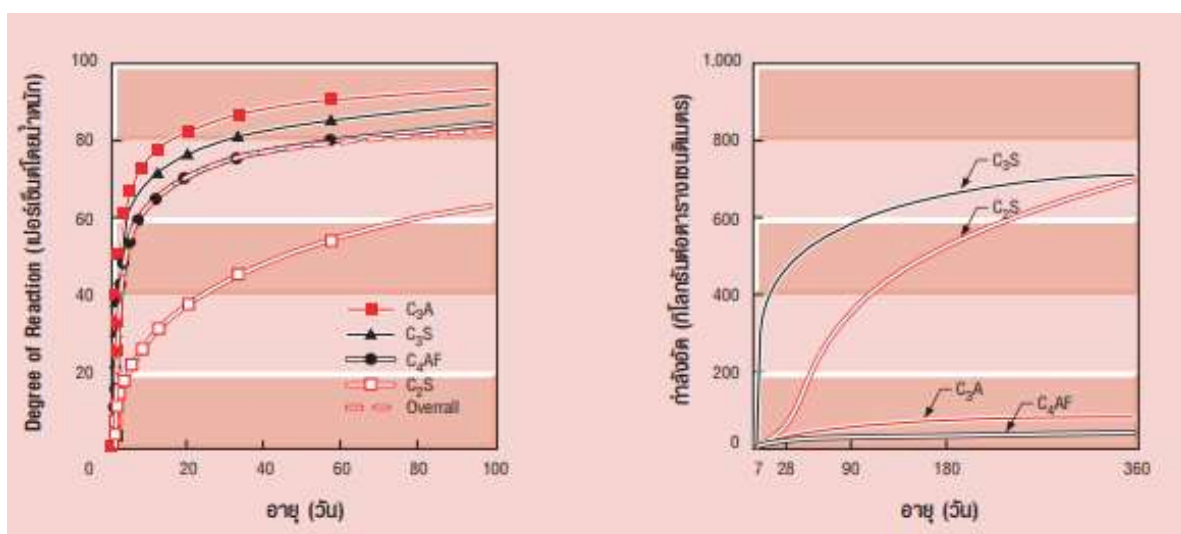 Degree of Reaction (เปอร์เซ็นต์โดยน้ำหนัก)
100
80
60
40
20
0
20
40
60
80
100
C₃A
C₃S
C₄AF
C₂S
Overrall
อายุ (วัน)
กำลังอัด (กิโลกรัมต่อตารางเซนติเมตร)
1.000
800
600
400
200
0
C₃S
C₂S
C₃A
C₄AF
7
28
90
180
360
อายุ (วัน)